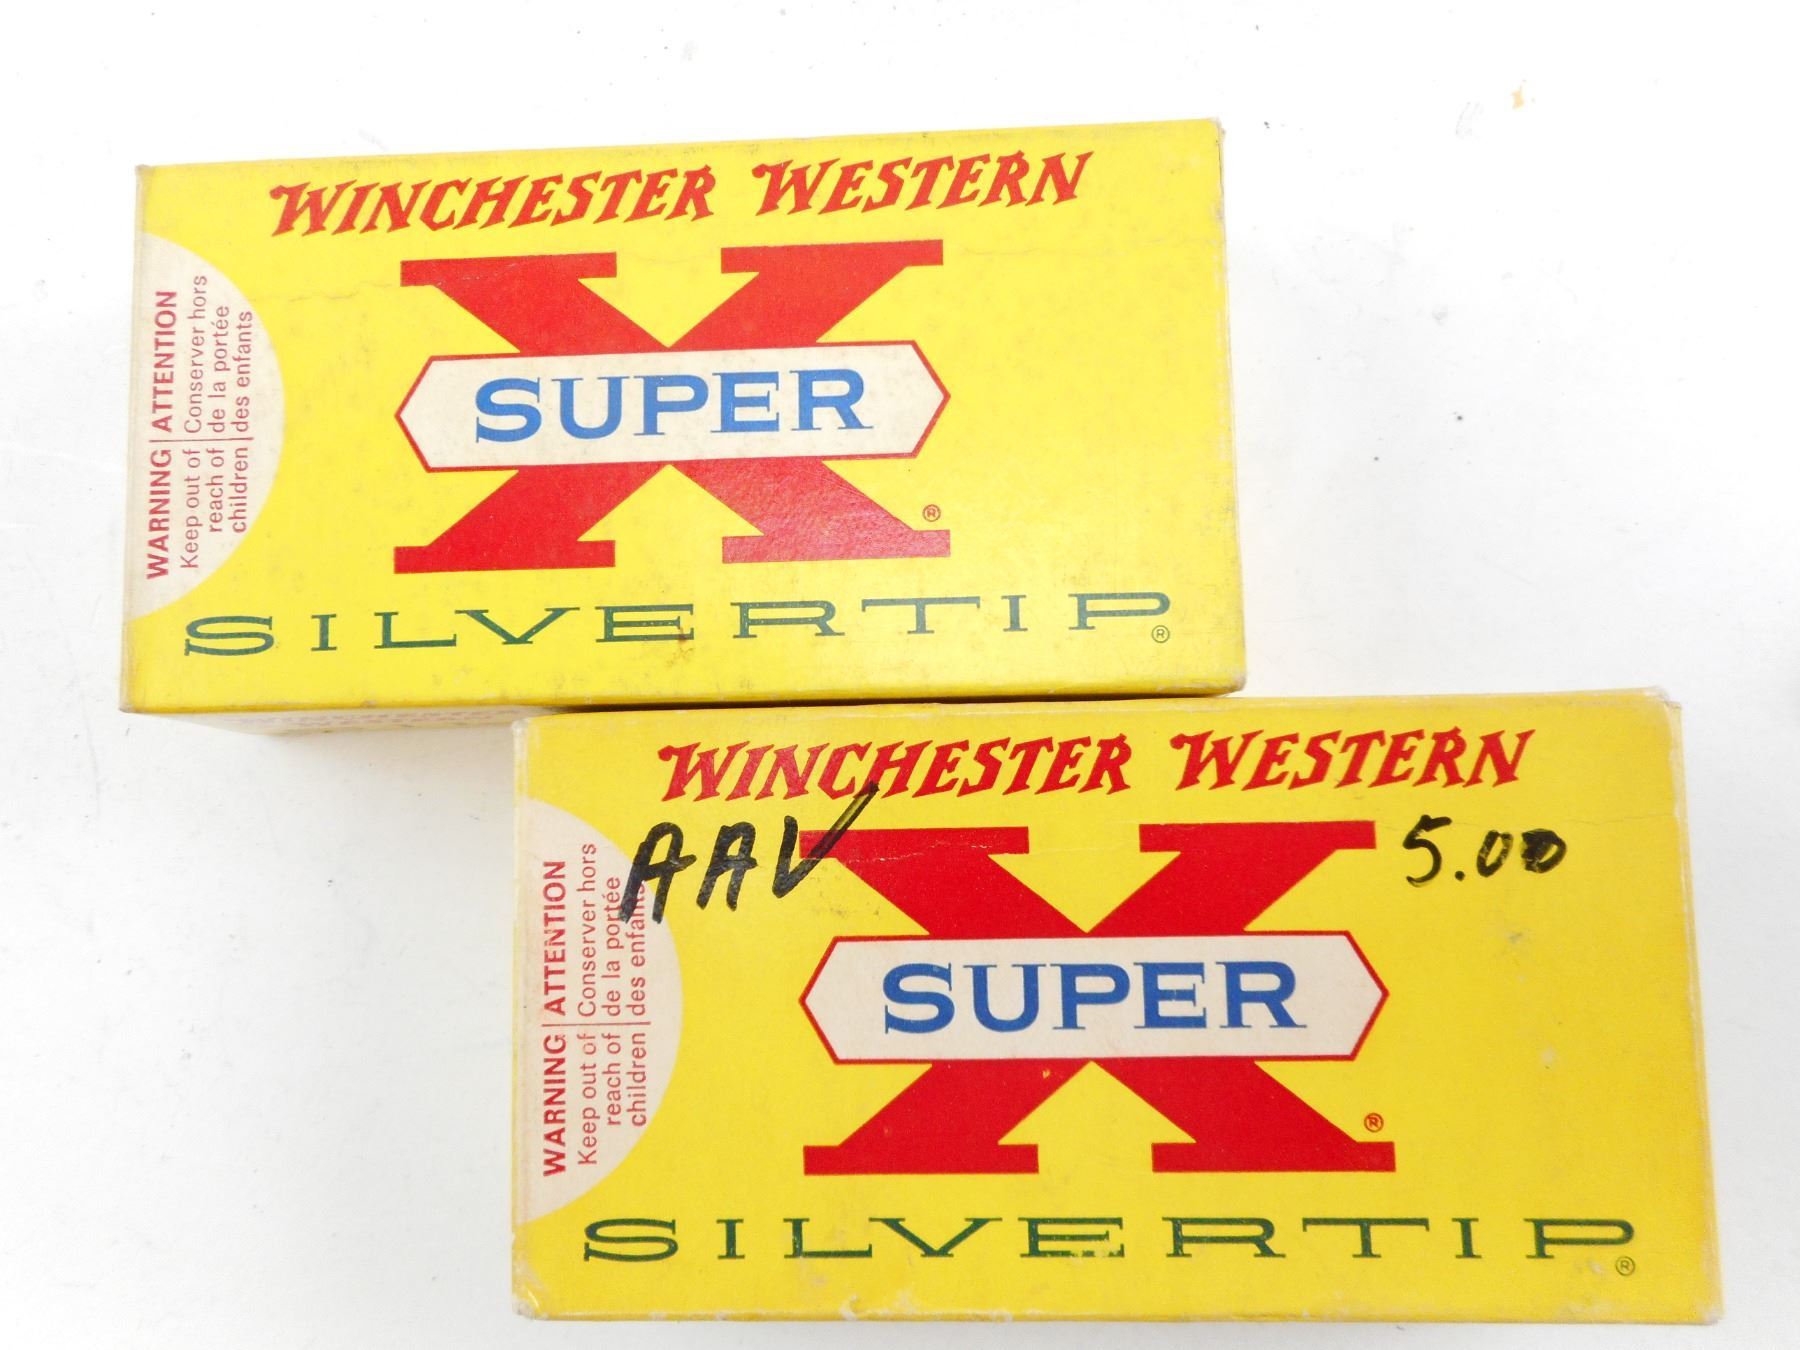 WINCHESTER WESTERN
X
SUPER
®
SILVERTIP®
WARNING | ATTENTION
Keep out of | Conserver hors
reach of | de la portée
children | des enfants
WINCHESTER WESTERN
AAV
5.00
X
SUPER
®
SILVERTIP®
WARNING | ATTENTION
Keep out of | Conserver hors
reach of | de la portée
children | des enfants